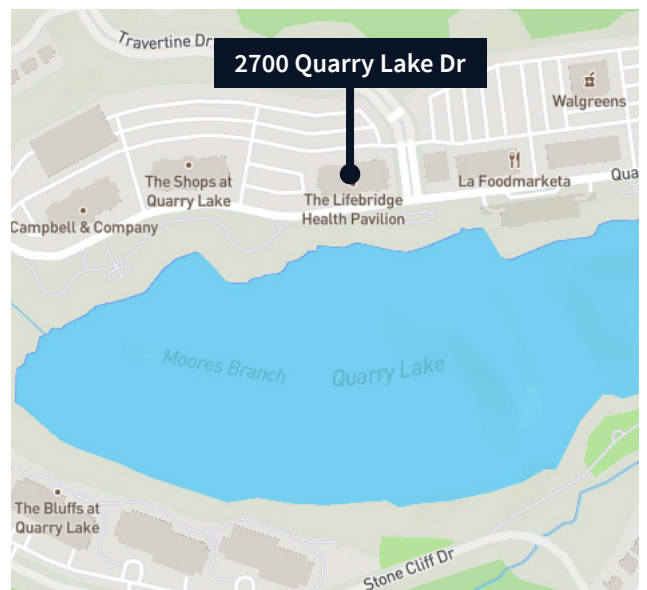 Travertine Dr
2700 Quarry Lake Dr
Walgreens
The Shops at
Quarry Lake
La Foodmarketa
Qua
The Lifebridge
Health Pavilion
Campbell & Company
Moores Branch
Quarry Lake
The Bluffs at
Quarry Lake
Stone Cliff Dr